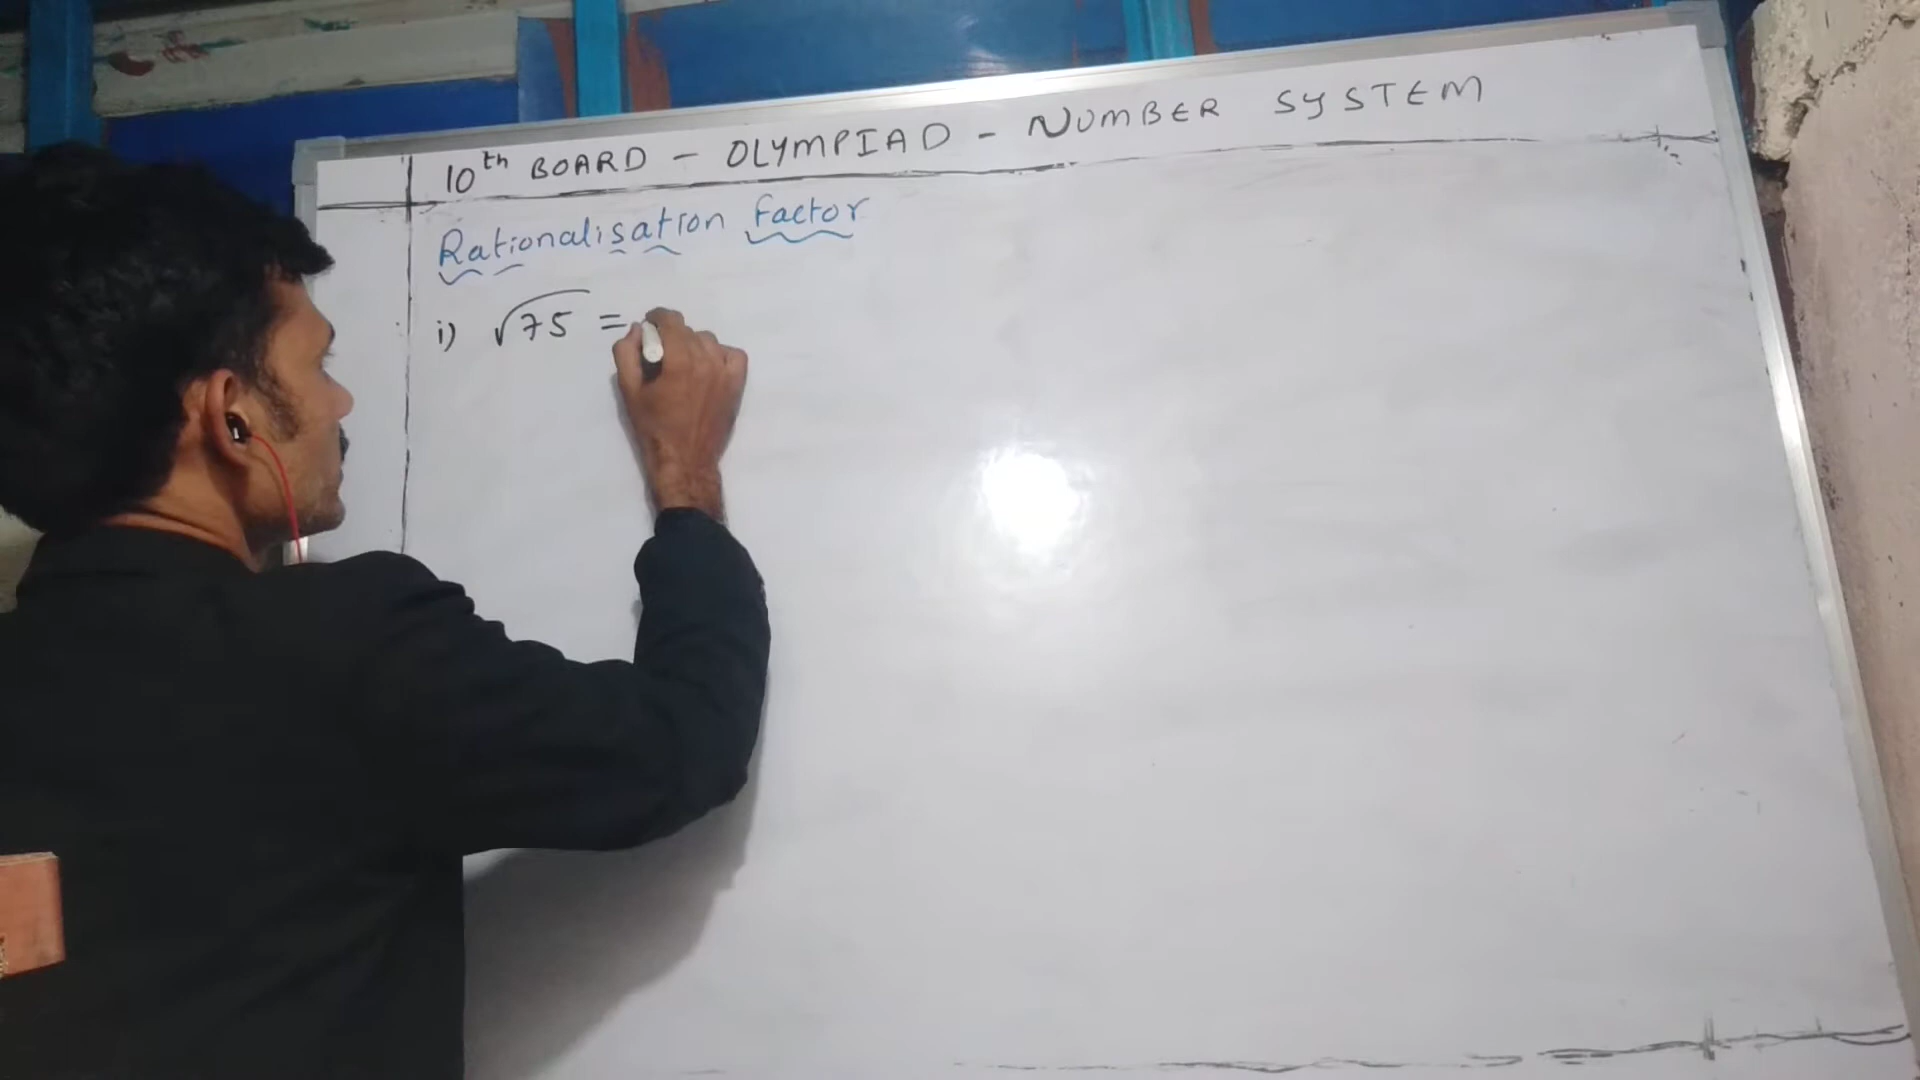 10th BOARD - OLYMPIAD - NUMBER SYSTEM
Rationalisation factor
i) √75 =